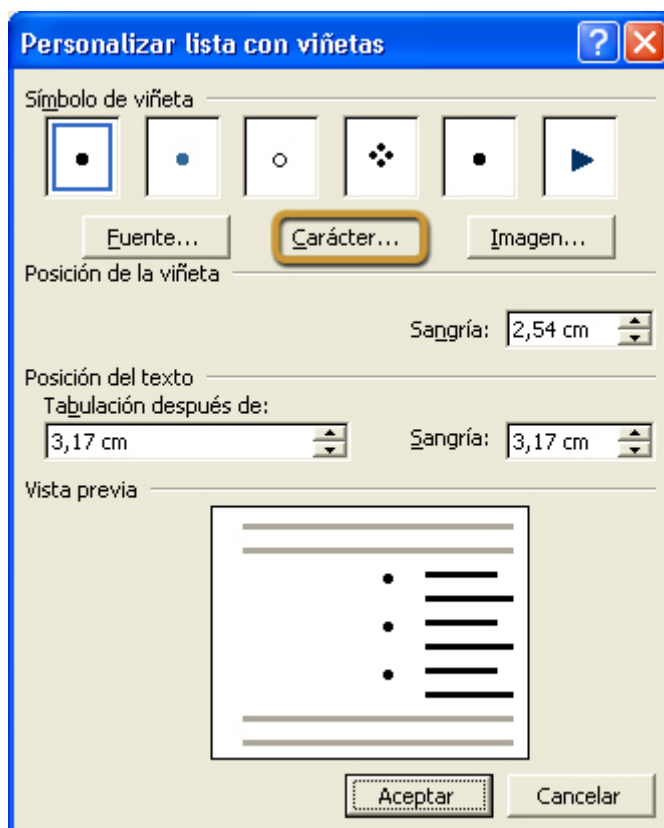 Personalizar lista con viñetas
Símbolo de viñeta
Fuente... Carácter... Imagen...
Posición de la viñeta
Sangría: 2,54 cm
Posición del texto
Tabulación después de:
3,17 cm Sangría: 3,17 cm
Vista previa
Aceptar Cancelar